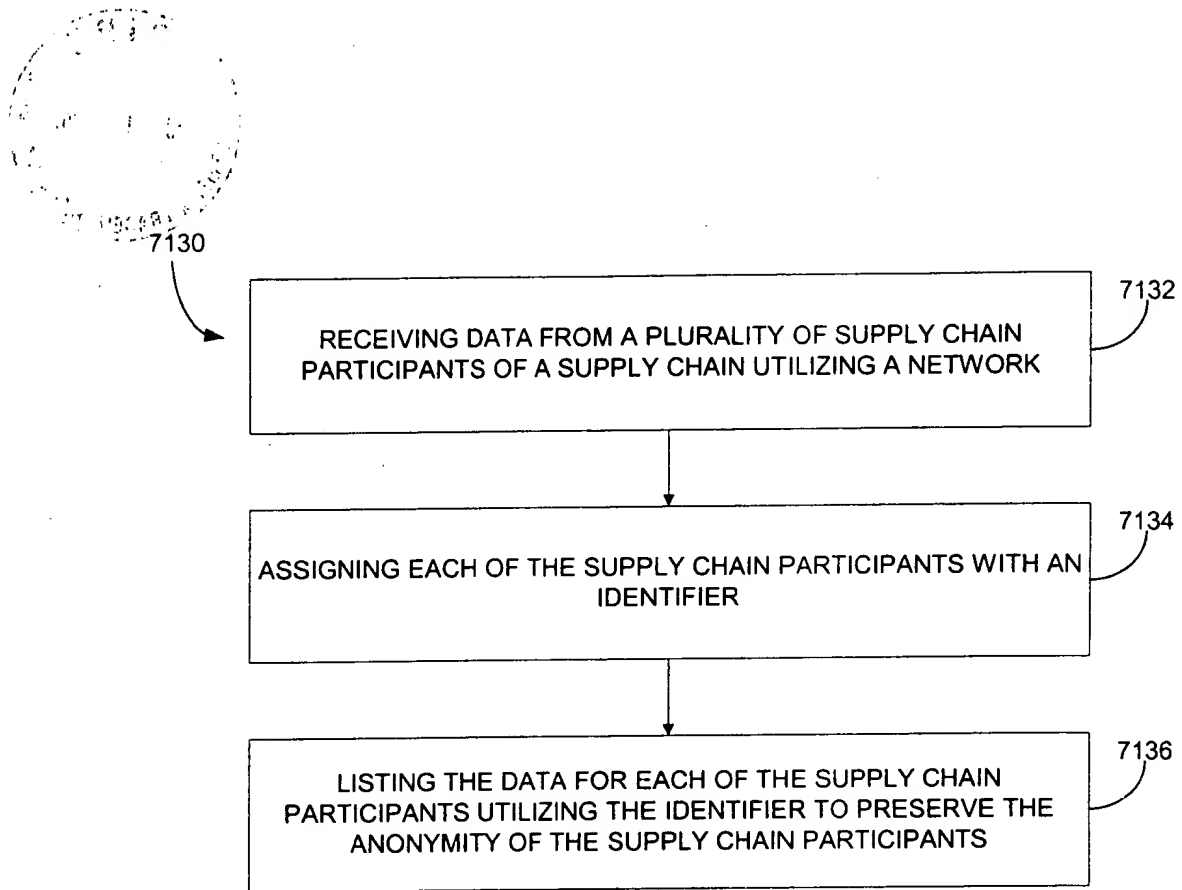 7130
7132
RECEIVING DATA FROM A PLURALITY OF SUPPLY CHAIN
PARTICIPANTS OF A SUPPLY CHAIN UTILIZING A NETWORK
7134
ASSIGNING EACH OF THE SUPPLY CHAIN PARTICIPANTS WITH AN
IDENTIFIER
7136
LISTING THE DATA FOR EACH OF THE SUPPLY CHAIN
PARTICIPANTS UTILIZING THE IDENTIFIER TO PRESERVE THE
ANONYMITY OF THE SUPPLY CHAIN PARTICIPANTS